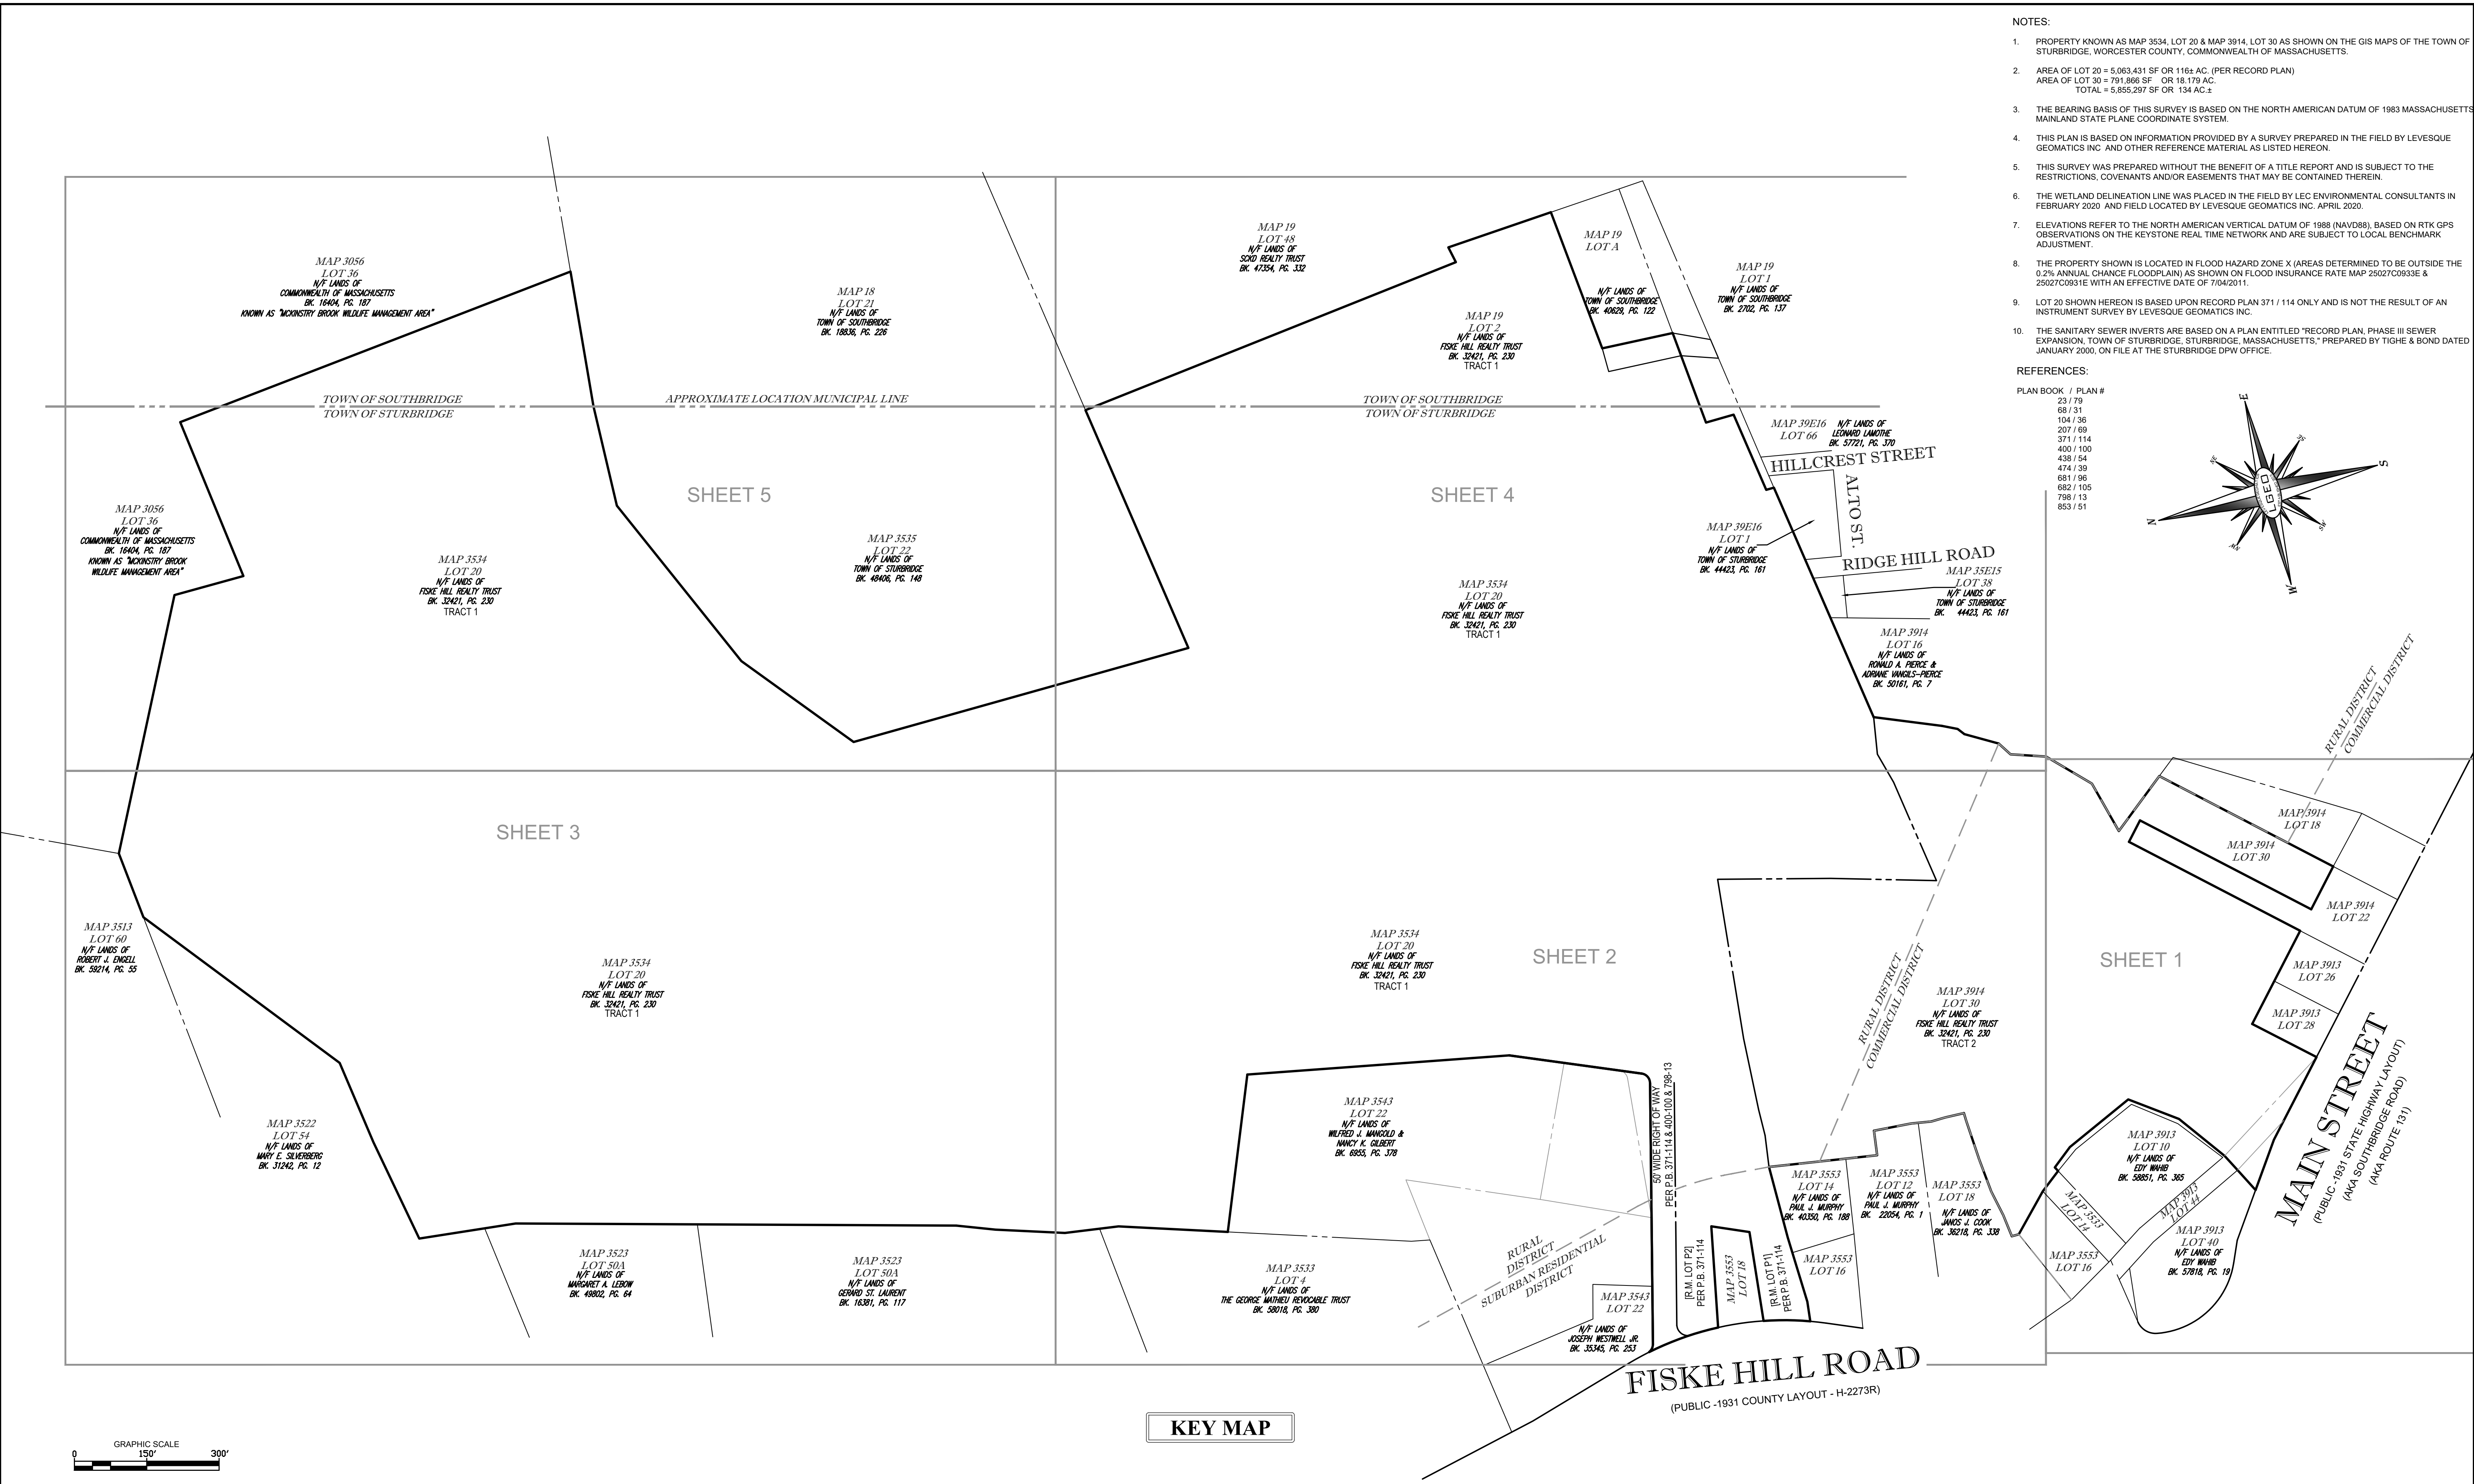 NOTES:
1. PROPERTY KNOWN AS MAP 3534, LOT 20 & MAP 3914, LOT 30 AS SHOWN ON THE GIS MAPS OF THE TOWN OF
STURBRIDGE, WORCESTER COUNTY, COMMONWEALTH OF MASSACHUSETTS.
2. AREA OF LOT 20 = 5,063,431 SF OR 116± AC. (PER RECORD PLAN)
AREA OF LOT 30 = 791,866 SF OR 18.179 AC.
TOTAL = 5,855,297 SF OR 134 AC.±
3. THE BEARING BASIS OF THIS SURVEY IS BASED ON THE NORTH AMERICAN DATUM OF 1983 MASSACHUSETTS
MAINLAND STATE PLANE COORDINATE SYSTEM.
4. THIS PLAN IS BASED ON INFORMATION PROVIDED BY A SURVEY PREPARED IN THE FIELD BY LEVESQUE
GEOMATICS INC AND OTHER REFERENCE MATERIAL AS LISTED HEREON.
5. THIS SURVEY WAS PREPARED WITHOUT THE BENEFIT OF A TITLE REPORT AND IS SUBJECT TO THE
RESTRICTIONS, COVENANTS AND/OR EASEMENTS THAT MAY BE CONTAINED THEREIN.
6. THE WETLAND DELINEATION LINE WAS PLACED IN THE FIELD BY LEC ENVIRONMENTAL CONSULTANTS IN
FEBRUARY 2020 AND FIELD LOCATED BY LEVESQUE GEOMATICS INC. APRIL 2020.
7. ELEVATIONS REFER TO THE NORTH AMERICAN VERTICAL DATUM OF 1988 (NAVD88), BASED ON RTK GPS
OBSERVATIONS ON THE KEYSTONE REAL TIME NETWORK AND ARE SUBJECT TO LOCAL BENCHMARK
ADJUSTMENT.
8. THE PROPERTY SHOWN IS LOCATED IN FLOOD HAZARD ZONE X (AREAS DETERMINED TO BE OUTSIDE THE
0.2% ANNUAL CHANCE FLOODPLAIN) AS SHOWN ON FLOOD INSURANCE RATE MAP 25027C0933E &
25027C0931E WITH AN EFFECTIVE DATE OF 7/04/2011.
9. LOT 20 SHOWN HEREON IS BASED UPON RECORD PLAN 371 / 114 ONLY AND IS NOT THE RESULT OF AN
INSTRUMENT SURVEY BY LEVESQUE GEOMATICS INC.
10. THE SANITARY SEWER INVERTS ARE BASED ON A PLAN ENTITLED "RECORD PLAN, PHASE III SEWER
EXPANSION, TOWN OF STURBRIDGE, STURBRIDGE, MASSACHUSETTS," PREPARED BY TIGHE & BOND DATED
JANUARY 2000, ON FILE AT THE STURBRIDGE DPW OFFICE.
REFERENCES:
PLAN BOOK / PLAN #
23 / 79
68 / 31
104 / 36
207 / 69
371 / 114
400 / 100
438 / 54
474 / 39
681 / 96
682 / 105
798 / 13
853 / 51
E
SE
S
SW
W
NW
N
NE
LGEO
MAP 3056
LOT 36
N/F LANDS OF
COMMONWEALTH OF MASSACHUSETTS
BK. 16404, PG. 187
KNOWN AS "MCKINSTRY BROOK WILDLIFE MANAGEMENT AREA"
MAP 18
LOT 21
N/F LANDS OF
TOWN OF SOUTHBRIDGE
BK. 18836, PG. 226
MAP 19
LOT 48
N/F LANDS OF
SCKD REALTY TRUST
BK. 47354, PG. 332
MAP 19
LOT 2
N/F LANDS OF
FISKE HILL REALTY TRUST
BK. 32421, PG. 230
TRACT 1
MAP 19
LOT A
N/F LANDS OF
TOWN OF SOUTHBRIDGE
BK. 40629, PG. 122
MAP 19
LOT 1
N/F LANDS OF
TOWN OF SOUTHBRIDGE
BK. 2702, PG. 137
TOWN OF SOUTHBRIDGE
TOWN OF STURBRIDGE
APPROXIMATE LOCATION MUNICIPAL LINE
TOWN OF SOUTHBRIDGE
TOWN OF STURBRIDGE
MAP 39E16
LOT 66
N/F LANDS OF
LEONARD LAMOTHE
BK. 57721, PG. 370
HILLCREST STREET
ALTO ST.
RIDGE HILL ROAD
SHEET 5
SHEET 4
MAP 3056
LOT 36
N/F LANDS OF
COMMONWEALTH OF MASSACHUSETTS
BK. 16404, PG. 187
KNOWN AS "MCKINSTRY BROOK
WILDLIFE MANAGEMENT AREA"
MAP 3534
LOT 20
N/F LANDS OF
FISKE HILL REALTY TRUST
BK. 32421, PG. 230
TRACT 1
MAP 3535
LOT 22
N/F LANDS OF
TOWN OF STURBRIDGE
BK. 48406, PG. 148
MAP 3534
LOT 20
N/F LANDS OF
FISKE HILL REALTY TRUST
BK. 32421, PG. 230
TRACT 1
MAP 39E16
LOT 1
N/F LANDS OF
TOWN OF STURBRIDGE
BK. 44423, PG. 161
MAP 35E15
LOT 38
N/F LANDS OF
TOWN OF STURBRIDGE
BK. 44423, PG. 161
MAP 3914
LOT 16
N/F LANDS OF
RONALD A. PIERCE &
ADRIANE VANGILS-PIERCE
BK. 50161, PG. 7
RURAL DISTRICT
COMMERCIAL DISTRICT
SHEET 3
SHEET 2
SHEET 1
MAP 3914
LOT 18
MAP 3914
LOT 30
MAP 3914
LOT 22
MAP 3913
LOT 26
MAP 3913
LOT 28
MAP 3513
LOT 60
N/F LANDS OF
ROBERT J. ENGELL
BK. 59214, PG. 55
MAP 3534
LOT 20
N/F LANDS OF
FISKE HILL REALTY TRUST
BK. 32421, PG. 230
TRACT 1
MAP 3534
LOT 20
N/F LANDS OF
FISKE HILL REALTY TRUST
BK. 32421, PG. 230
TRACT 1
RURAL DISTRICT
COMMERCIAL DISTRICT
MAP 3914
LOT 30
N/F LANDS OF
FISKE HILL REALTY TRUST
BK. 32421, PG. 230
TRACT 2
MAP 3522
LOT 54
N/F LANDS OF
MARY E. SILVERBERG
BK. 31242, PG. 12
MAP 3543
LOT 22
N/F LANDS OF
WILFRED J. MANGOLD &
NANCY K. GILBERT
BK. 6955, PG. 378
50' WIDE RIGHT OF WAY
PER P.B. 371-114 & 400-100 & 798-13
MAP 3553
LOT 14
N/F LANDS OF
PAUL J. MURPHY
BK. 40350, PG. 188
MAP 3553
LOT 12
N/F LANDS OF
PAUL J. MURPHY
BK. 22054, PG. 1
MAP 3553
LOT 18
N/F LANDS OF
JANOS J. COOK
BK. 36218, PG. 338
MAP 3913
LOT 10
N/F LANDS OF
EDY WAHIB
BK. 58851, PG. 365
MAP 3533
LOT 14
MAP 3913
LOT 44
MAP 3913
LOT 40
N/F LANDS OF
EDY WAHIB
BK. 57818, PG. 19
MAIN STREET
(PUBLIC -1931 STATE HIGHWAY LAYOUT)
(AKA SOUTHBRIDGE ROAD)
(AKA ROUTE 131)
MAP 3523
LOT 50A
N/F LANDS OF
MARGARET A. LEBOW
BK. 49802, PG. 64
MAP 3523
LOT 50A
N/F LANDS OF
GERARD ST. LAURENT
BK. 16381, PG. 117
MAP 3533
LOT 4
N/F LANDS OF
THE GEORGE MATHIEU REVOCABLE TRUST
BK. 58018, PG. 380
RURAL
DISTRICT
SUBURBAN RESIDENTIAL
DISTRICT
MAP 3543
LOT 22
N/F LANDS OF
JOSEPH WESTWELL JR.
BK. 35345, PG. 253
[R.M. LOT P2]
PER P.B. 371-114
MAP 3553
LOT 18
[R.M. LOT P1]
PER P.B. 371-114
MAP 3553
LOT 16
MAP 3553
LOT 16
FISKE HILL ROAD
(PUBLIC -1931 COUNTY LAYOUT - H-2273R)
KEY MAP
GRAPHIC SCALE
0 150' 300'